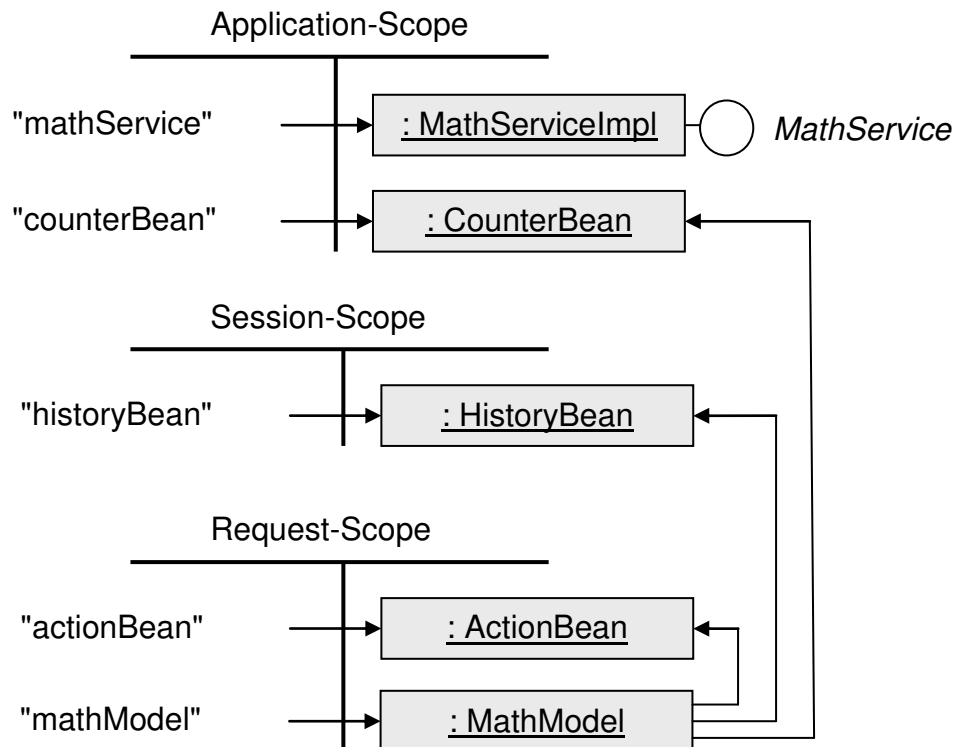 Application-Scope
"mathService"
: MathServiceImpl
MathService
"counterBean"
: CounterBean
Session-Scope
"historyBean"
: HistoryBean
Request-Scope
"actionBean"
: ActionBean
"mathModel"
: MathModel